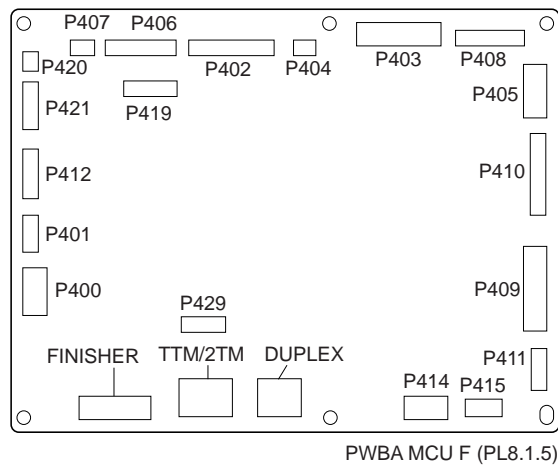 P407 P406
P420
P402
P404
P403 P408
P421
P419
P405
P412
P410
P401
P400
P429
P409
FINISHER TTM/2TM DUPLEX
P411
P414 P415
PWBA MCU F (PL8.1.5)